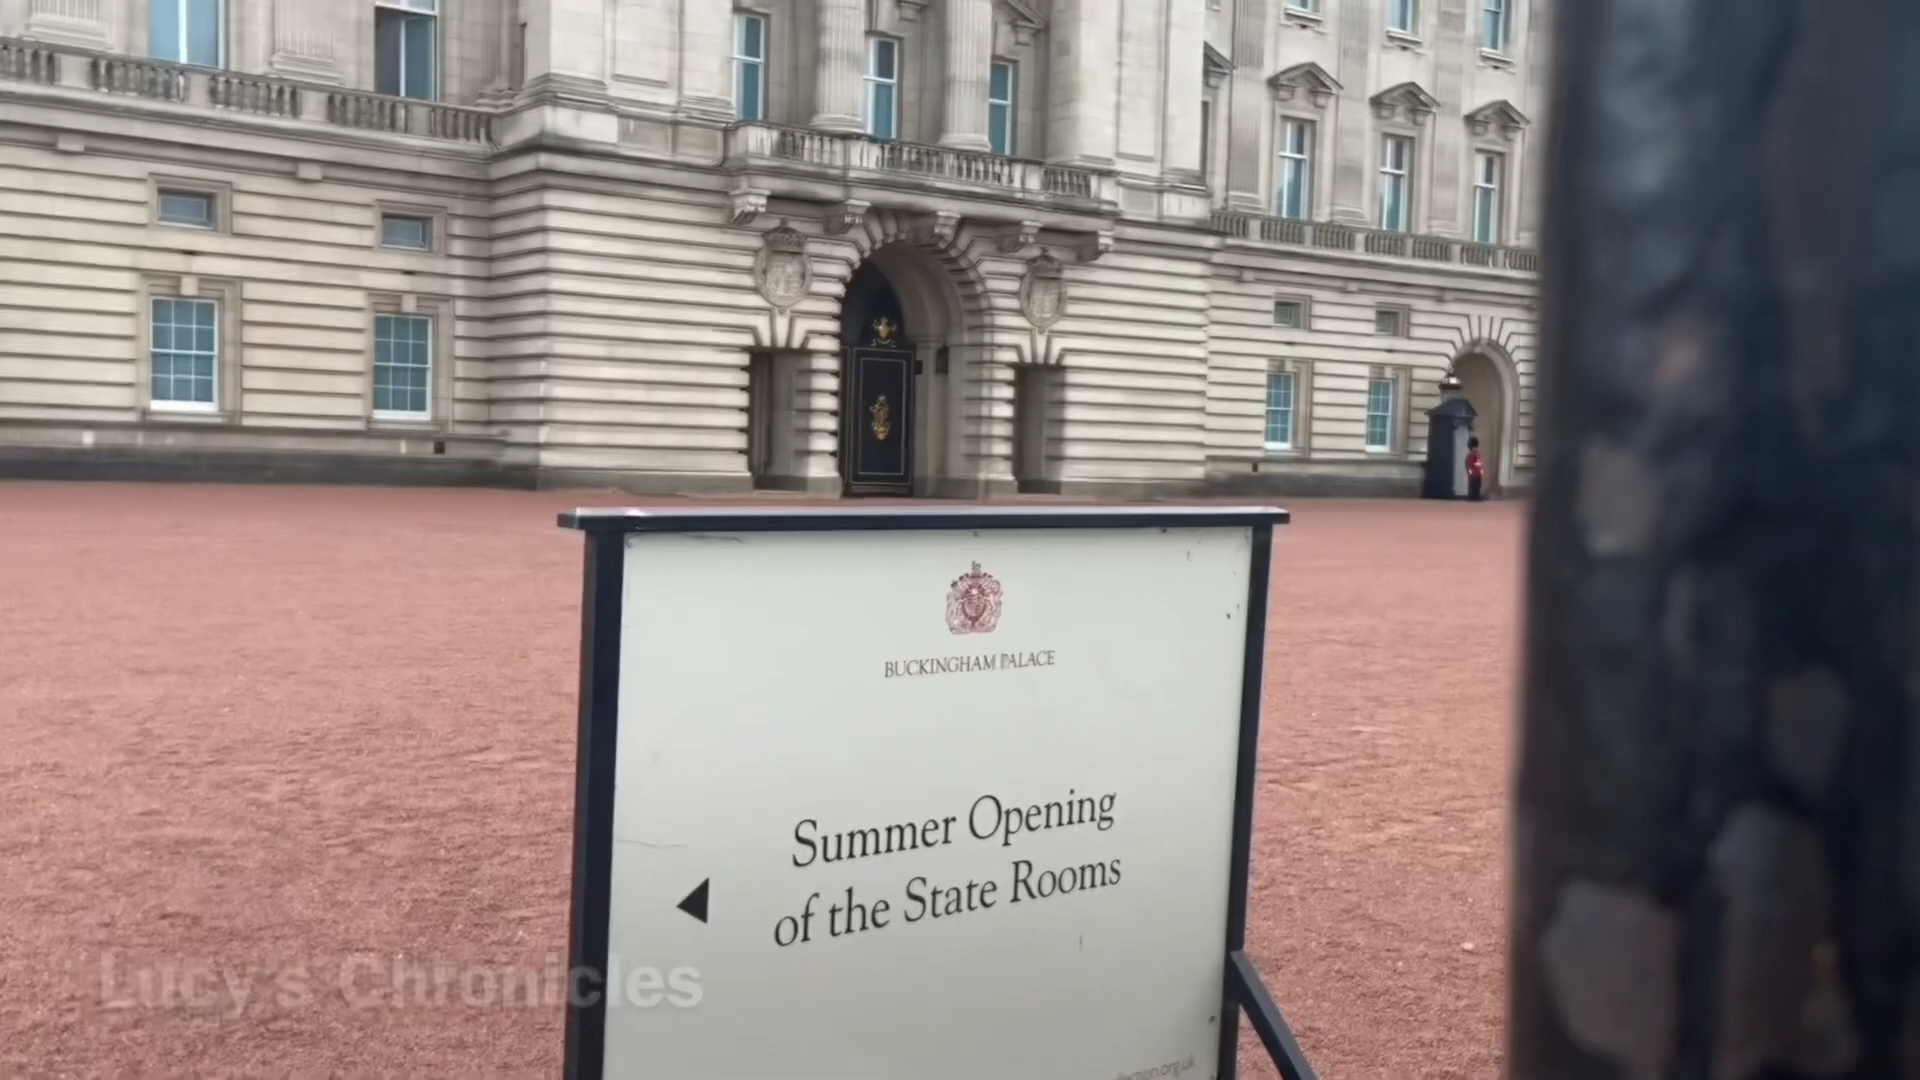 BUCKINGHAM PALACE
Summer Opening
of the State Rooms
Lucy's Chronicles